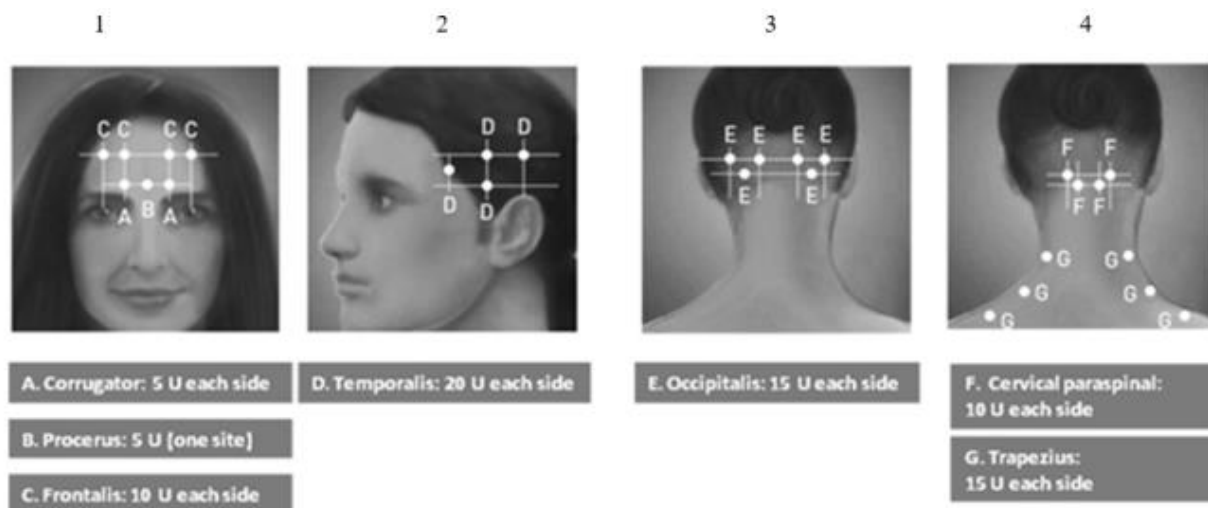 1 2 3 4
C C C C
A B A
D D
D D
E E E E
E E
F F
F F
G G
G G
G G
A. Corrugator: 5 U each side
B. Procerus: 5 U [one site]
C. Frontalis: 10 U each side
D. Temporalis: 20 U each side
E. Occipitalis: 15 U each side
F. Cervical paraspinal:
10 U each side
G. Trapezius:
15 U each side